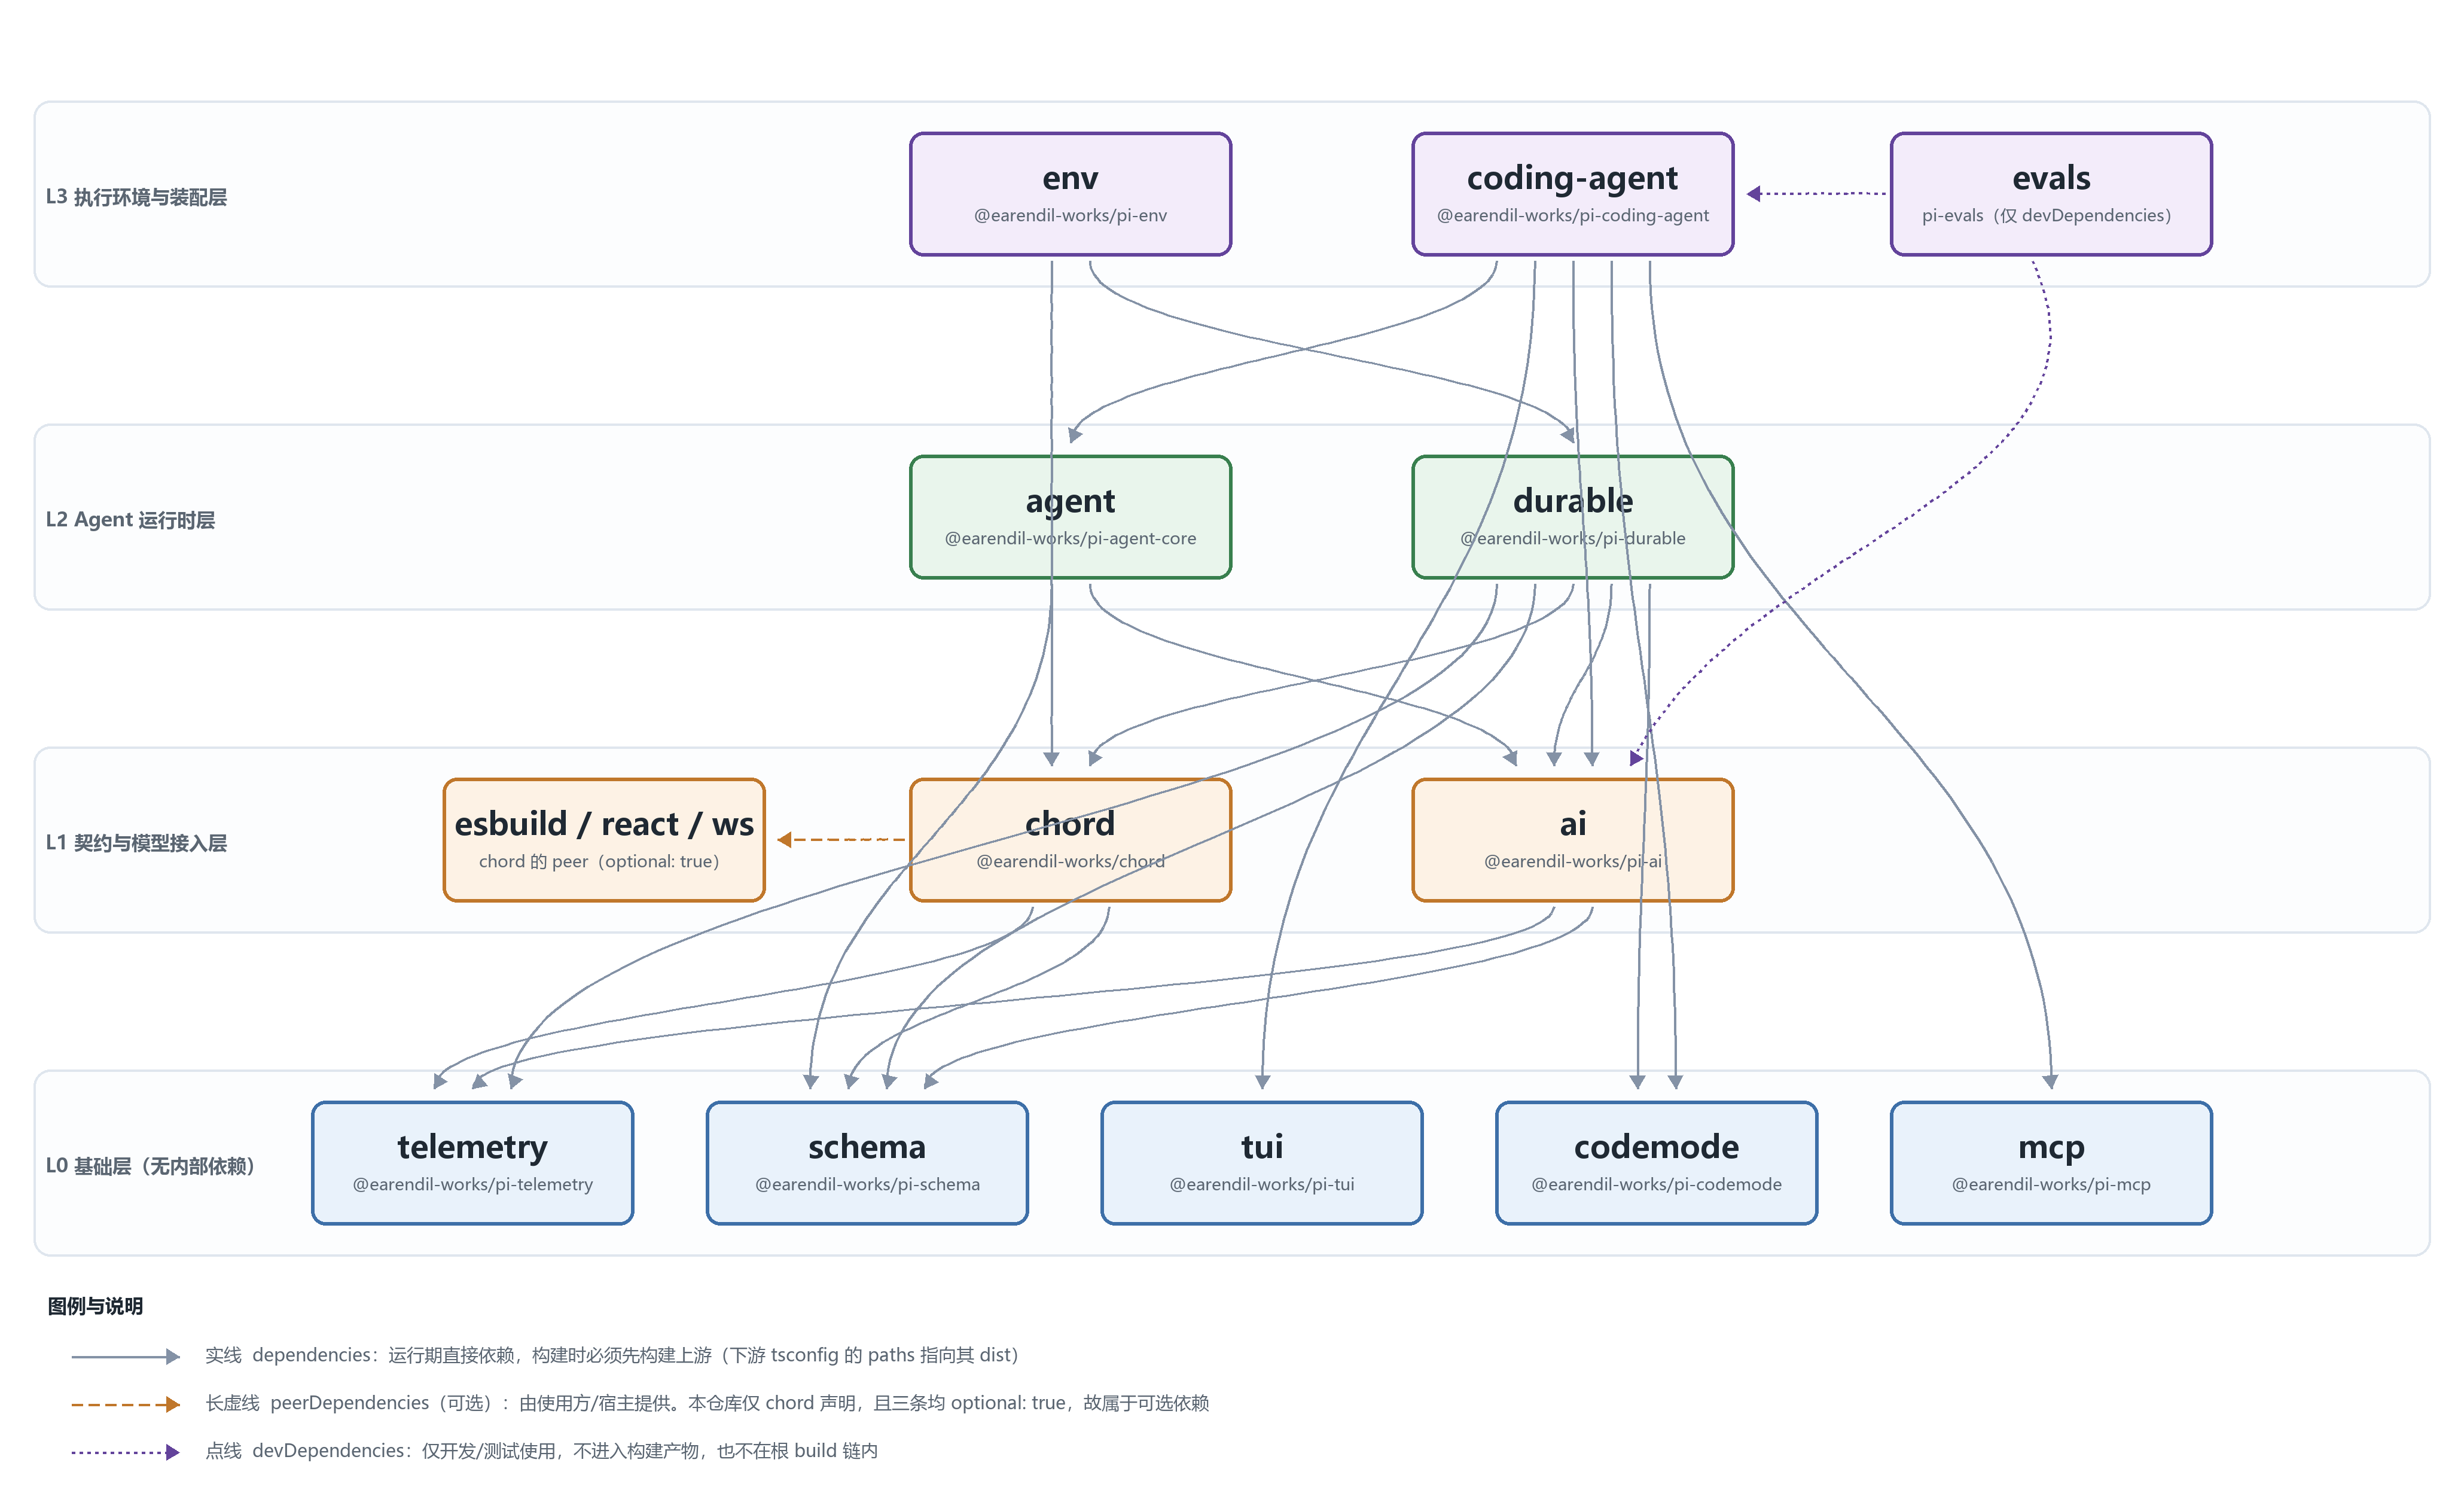 L3 执行环境与装配层
env
@earendil-works/pi-env
coding-agent
@earendil-works/pi-coding-agent
evals
pi-evals（仅 devDependencies）
L2 Agent 运行时层
agent
@earendil-works/pi-agent-core
durable
@earendil-works/pi-durable
L1 契约与模型接入层
esbuild / react / ws
chord 的 peer（optional: true）
chord
@earendil-works/chord
ai
@earendil-works/pi-ai
L0 基础层（无内部依赖）
telemetry
@earendil-works/pi-telemetry
schema
@earendil-works/pi-schema
tui
@earendil-works/pi-tui
codemode
@earendil-works/pi-codemode
mcp
@earendil-works/pi-mcp
图例与说明
实线 dependencies：运行期直接依赖，构建时必须先构建上游（下游 tsconfig 的 paths 指向其 dist）
长虚线 peerDependencies（可选）：由使用方/宿主提供。本仓库仅 chord 声明，且三条均 optional: true，故属于可选依赖
点线 devDependencies：仅开发/测试使用，不进入构建产物，也不在根 build 链内